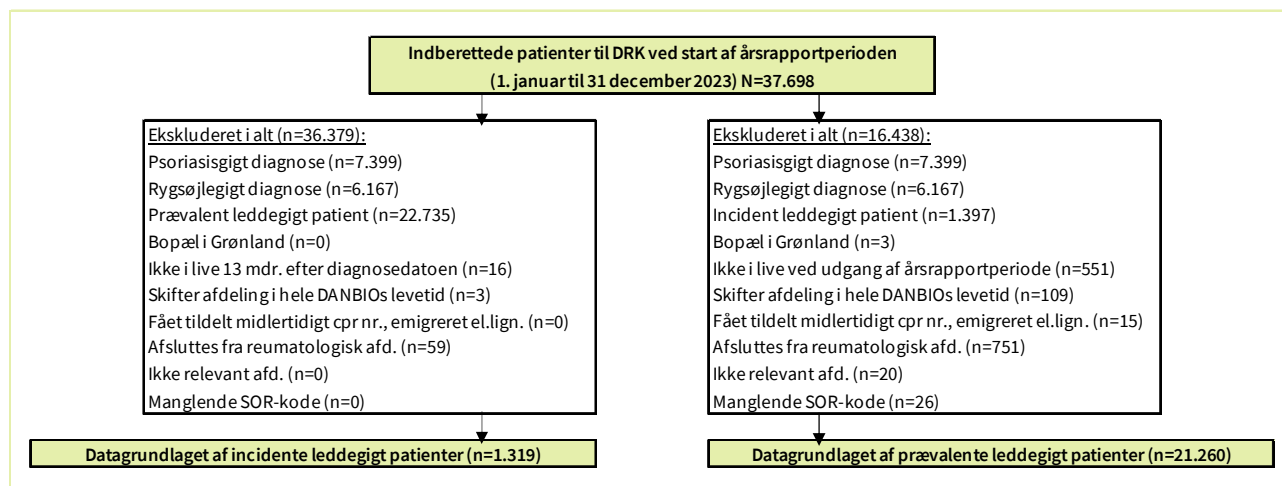 Indberettede patienter til DRK ved start af årsrapportperioden
(1. januar til 31 december 2023) N=37.698
Ekskluderet i alt (n=36.379):
Psoriasisgigt diagnose (n=7.399)
Rygsøjlegigt diagnose (n=6.167)
Prævalent leddegigt patient (n=22.735)
Bopæl i Grønland (n=0)
Ikke i live 13 mdr. efter diagnosedatoen (n=16)
Skifter afdeling i hele DANBIOs levetid (n=3)
Fået tildelt midlertidigt cpr nr., emigreret el.lign. (n=0)
Afsluttes fra reumatologisk afd. (n=59)
Ikke relevant afd. (n=0)
Manglende SOR-kode (n=0)
Datagrundlaget af incidente leddegigt patienter (n=1.319)
Ekskluderet i alt (n=16.438):
Psoriasisgigt diagnose (n=7.399)
Rygsøjlegigt diagnose (n=6.167)
Incident leddegigt patient (n=1.397)
Bopæl i Grønland (n=3)
Ikke i live ved udgang af årsrapportperiode (n=551)
Skifter afdeling i hele DANBIOs levetid (n=109)
Fået tildelt midlertidigt cpr nr., emigreret el.lign. (n=15)
Afsluttes fra reumatologisk afd. (n=751)
Ikke relevant afd. (n=20)
Manglende SOR-kode (n=26)
Datagrundlaget af prævalente leddegigt patienter (n=21.260)